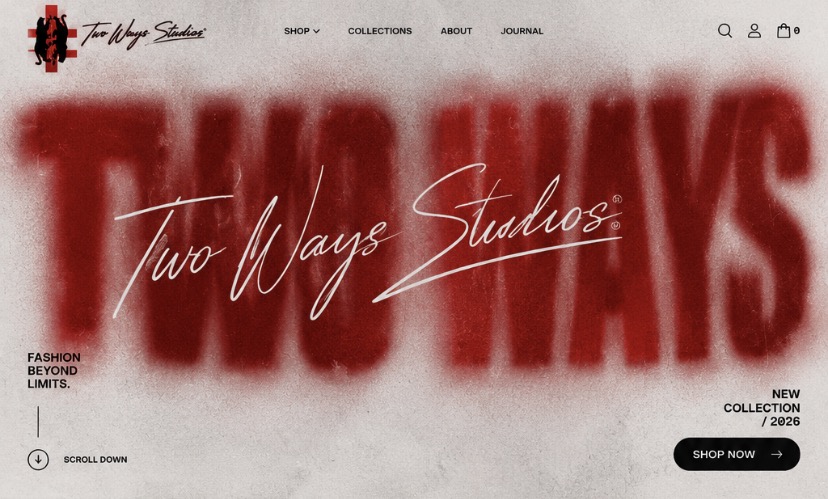 Two Ways Studios®
SHOP
COLLECTIONS
ABOUT
JOURNAL
0
TWO WAYS
Two Ways Studios®
FASHION
BEYOND
LIMITS.
SCROLL DOWN
NEW
COLLECTION
/ 2026
SHOP NOW